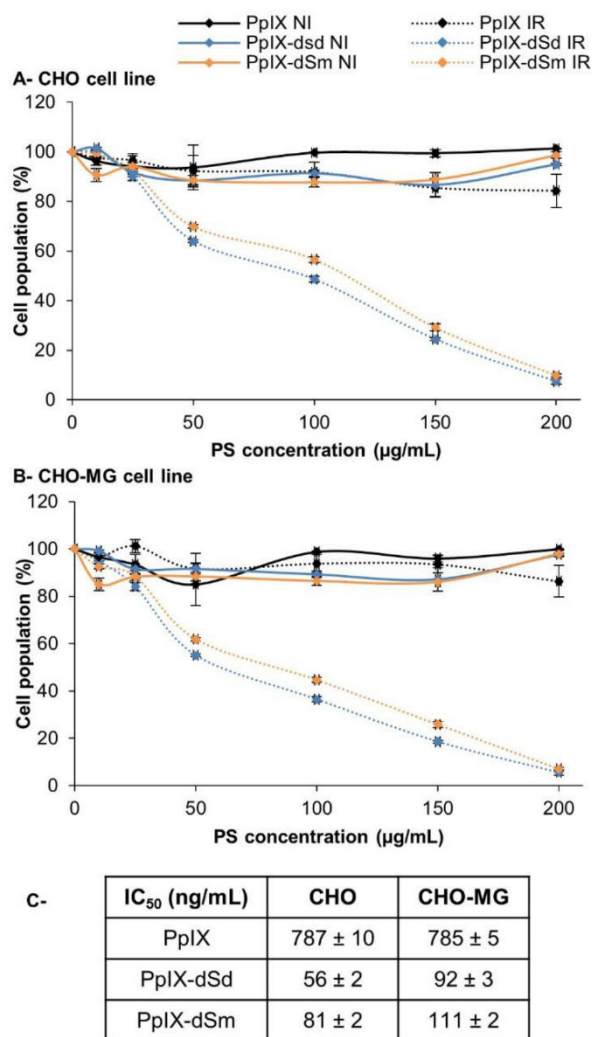 PpIX NI PpIX IR
PpIX-dsd NI PpIX-dSd IR
PpIX-dSm NI PpIX-dSm IR
A- CHO cell line
120
100
80
60
40
20
0
Cell population (%)
0 50 100 150 200
PS concentration (µg/mL)
B- CHO-MG cell line
120
100
80
60
40
20
0
Cell population (%)
0 50 100 150 200
PS concentration (µg/mL)
C-
IC50 (ng/mL) CHO CHO-MG
PpIX 787 ± 10 785 ± 5
PpIX-dSd 56 ± 2 92 ± 3
PpIX-dSm 81 ± 2 111 ± 2